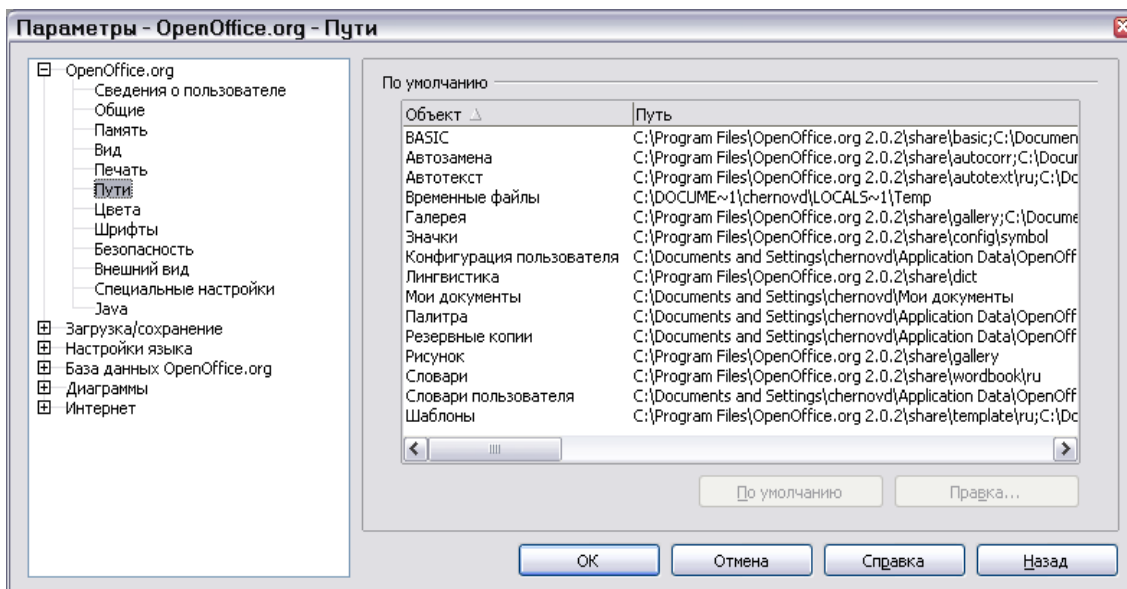 Параметры - OpenOffice.org - Пути
OpenOffice.org
Сведения о пользователе
Общие
Память
Вид
Печать
Пути
Цвета
Шрифты
Безопасность
Внешний вид
Специальные настройки
Java
Загрузка/сохранение
Настройки языка
База данных OpenOffice.org
Диаграммы
Интернет
По умолчанию
Объект Путь
BASIC C:\Program Files\OpenOffice.org 2.0.2\share\basic;C:\Documen
Автозамена C:\Program Files\OpenOffice.org 2.0.2\share\autocorr;C:\Docur
Автотекст C:\Program Files\OpenOffice.org 2.0.2\share\autotext\ru;C:\Dc
Временные файлы C:\DOCUME~1\chernovd\LOCALS~1\Temp
Галерея C:\Program Files\OpenOffice.org 2.0.2\share\gallery;C:\Docume
Значки C:\Program Files\OpenOffice.org 2.0.2\share\config\symbol
Конфигурация пользователя C:\Documents and Settings\chernovd\Application Data\OpenOff
Лингвистика C:\Program Files\OpenOffice.org 2.0.2\share\dict
Мои документы C:\Documents and Settings\chernovd\Мои документы
Палитра C:\Documents and Settings\chernovd\Application Data\OpenOff
Резервные копии C:\Documents and Settings\chernovd\Application Data\OpenOff
Рисунок C:\Program Files\OpenOffice.org 2.0.2\share\gallery
Словари C:\Program Files\OpenOffice.org 2.0.2\share\wordbook\ru
Словари пользователя C:\Documents and Settings\chernovd\Application Data\OpenOff
Шаблоны C:\Program Files\OpenOffice.org 2.0.2\share\template\ru;C:\Dc
По умолчанию Правка...
ОК Отмена Справка Назад